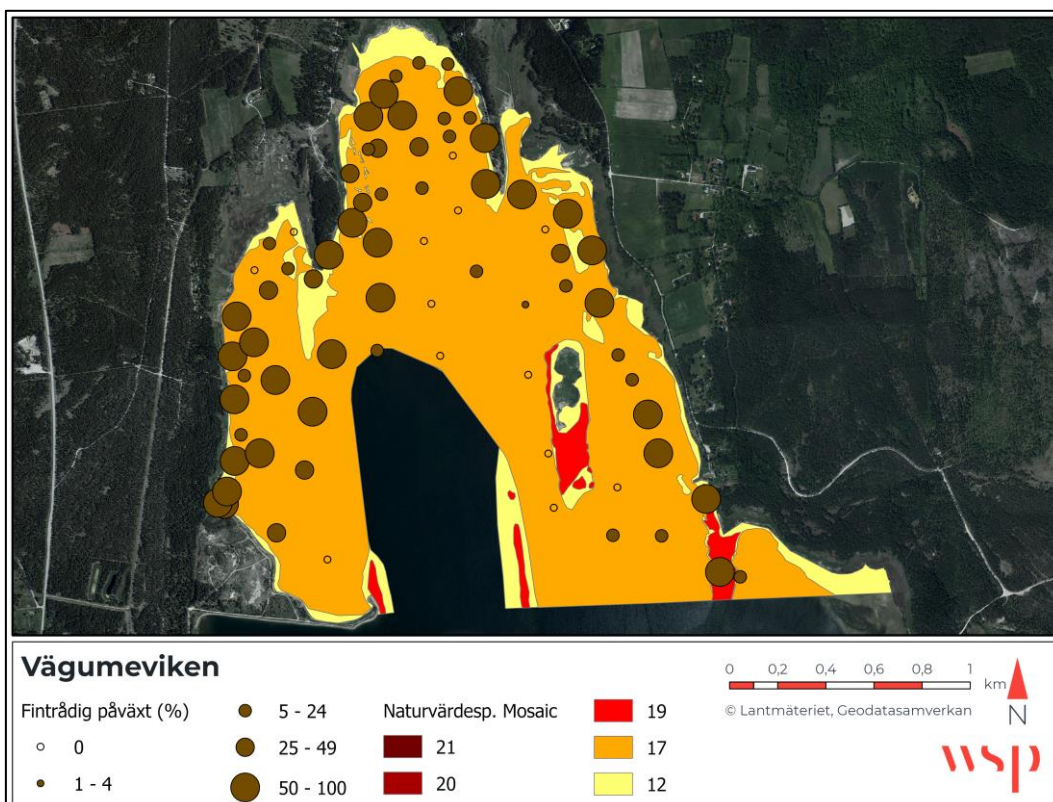 Vägumeviken
Fintrådig påväxt (%)
0
1 - 4
5 - 24
25 - 49
50 - 100
Naturvärdesp. Mosaic
21
20
19
17
12
0 0,2 0,4 0,6 0,8 1
km
© Lantmäteriet, Geodatasamverkan
N
wsp